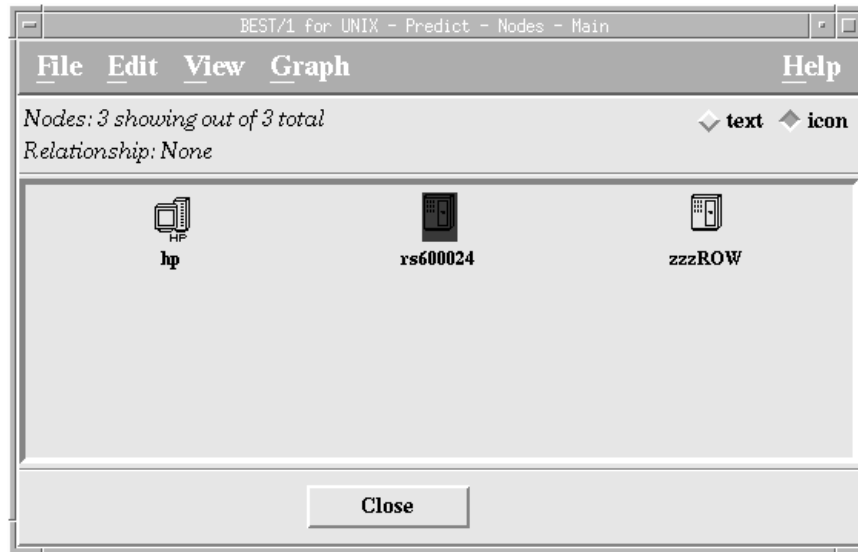 BEST/1 for UNIX - Predict - Nodes - Main
File Edit View Graph Help
Nodes: 3 showing out of 3 total
text icon
Relationship: None
HP
hp rs600024 zzzROW
Close